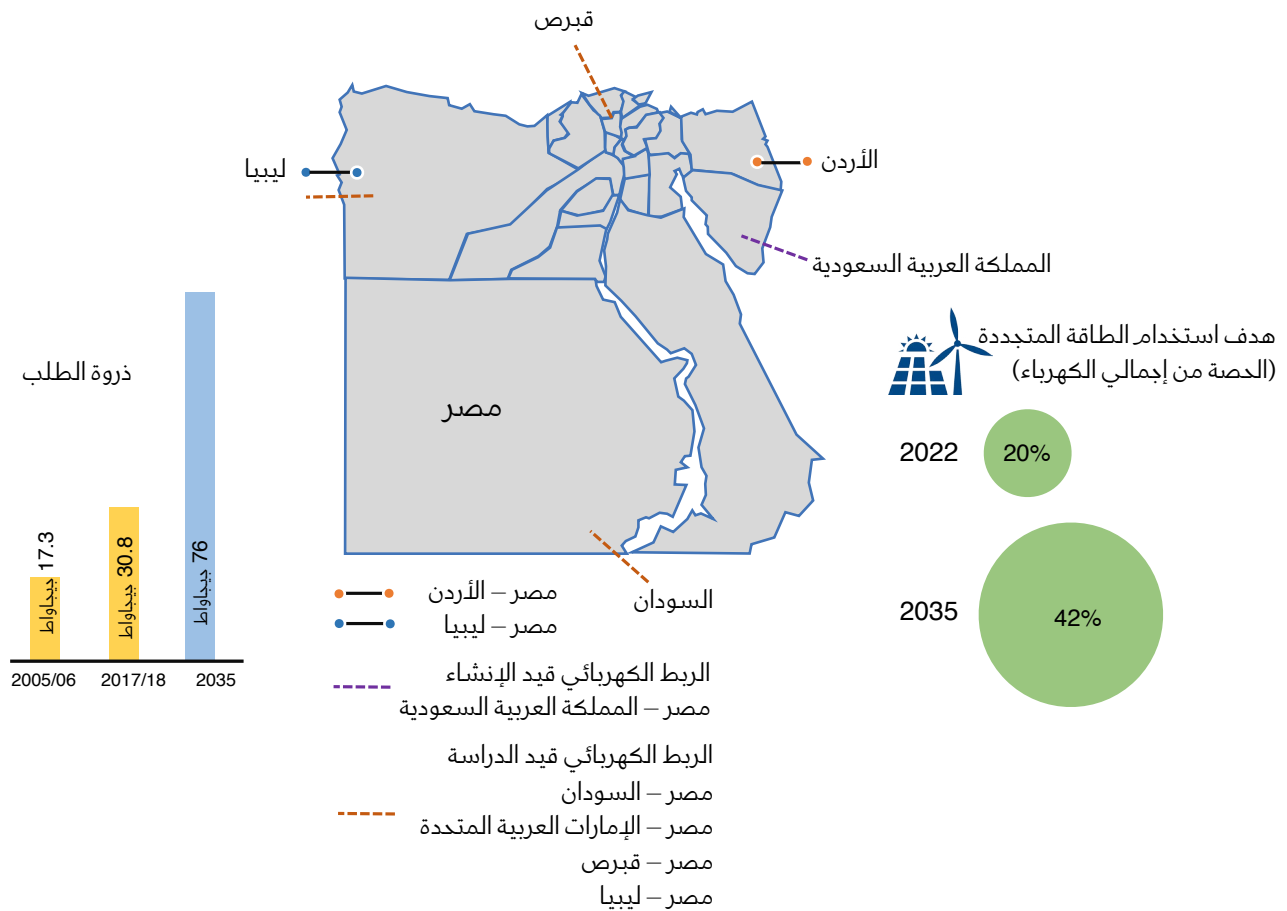 قبرص
ليبيا
الأردن
المملكة العربية السعودية
هدف استخدام الطاقة المتجددة
(الحصة من إجمالي الكهرباء)
ذروة الطلب
مصر
2022
20%
2035
42%
17.3 جيجاواط
30.8 جيجاواط
76 جيجاواط
2005/06
2017/18
2035
السودان
مصر – الأردن
مصر – ليبيا
الربط الكهربائي قيد الإنشاء
مصر – المملكة العربية السعودية
الربط الكهربائي قيد الدراسة
مصر – السودان
مصر – الإمارات العربية المتحدة
مصر – قبرص
مصر – ليبيا